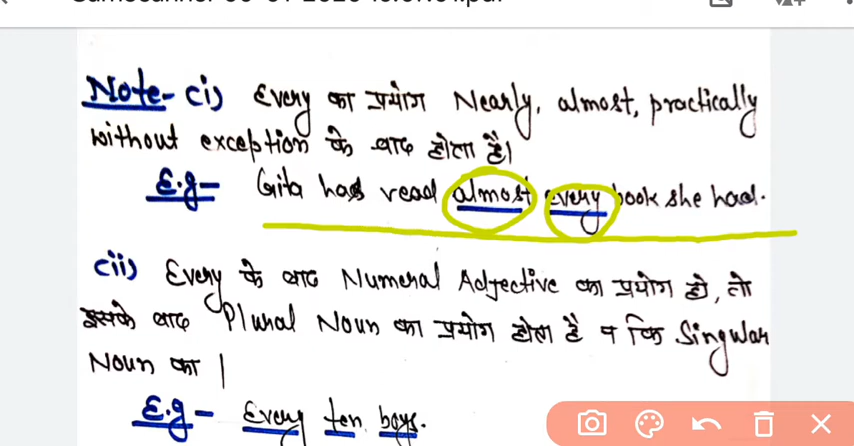 Note- (i) Every का प्रयोग Nearly, almost, practically
without exception के बाद होता है।
E.g- Gita had read almost every book she had.
(ii) Every के बाद Numeral Adjective का प्रयोग हो, तो
इसके बाद Plural Noun का प्रयोग होता है न कि Singular
Noun का |
E.g- Every ten boys.